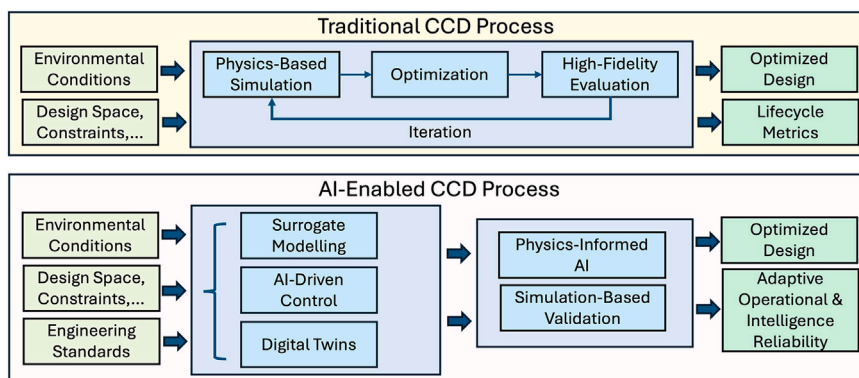 Traditional CCD Process
Environmental
Conditions
Design Space,
Constraints,...
Physics-Based
Simulation
Optimization
High-Fidelity
Evaluation
Iteration
Optimized
Design
Lifecycle
Metrics
AI-Enabled CCD Process
Environmental
Conditions
Design Space,
Constraints,...
Engineering
Standards
Surrogate
Modelling
AI-Driven
Control
Digital Twins
Physics-Informed
AI
Simulation-Based
Validation
Optimized
Design
Adaptive
Operational &
Intelligence
Reliability